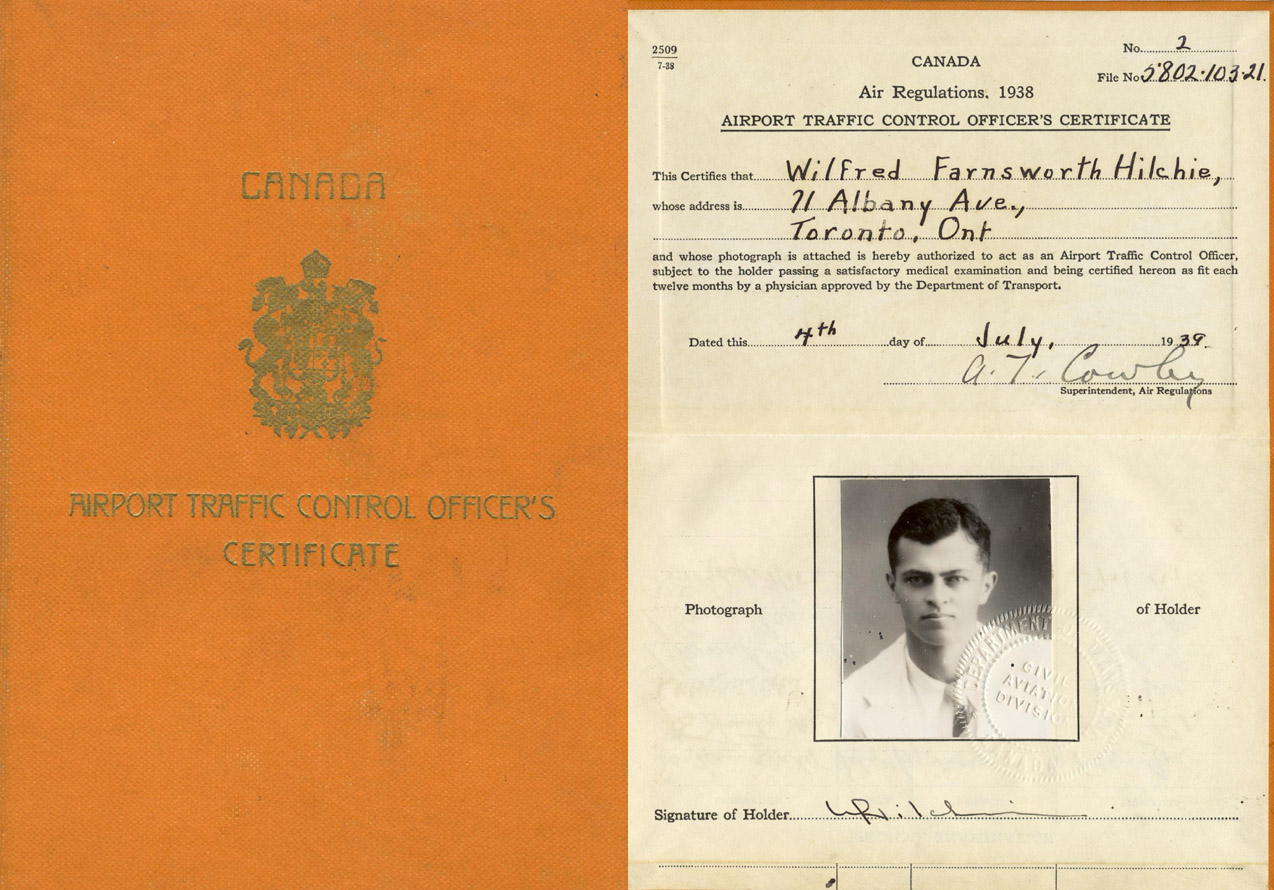 CANADA
AIRPORT TRAFFIC CONTROL OFFICER'S
CERTIFICATE
2509
7-38
No. 2
File No 5802-103-21.
CANADA
Air Regulations. 1938
AIRPORT TRAFFIC CONTROL OFFICER'S CERTIFICATE
This Certifies that Wilfred Farnsworth Hilchie,
whose address is 71 Albany Ave.,
Toronto, Ont
and whose photograph is attached is hereby authorized to act as an Airport Traffic Control Officer,
subject to the holder passing a satisfactory medical examination and being certified hereon as fit each
twelve months by a physician approved by the Department of Transport.
Dated this 4th day of July, 1939.
A. T. Cowley
Superintendent, Air Regulations
Photograph
of Holder
DEPARTMENT
CIVIL
AVIATION
DIVISION
CANADA
Signature of Holder